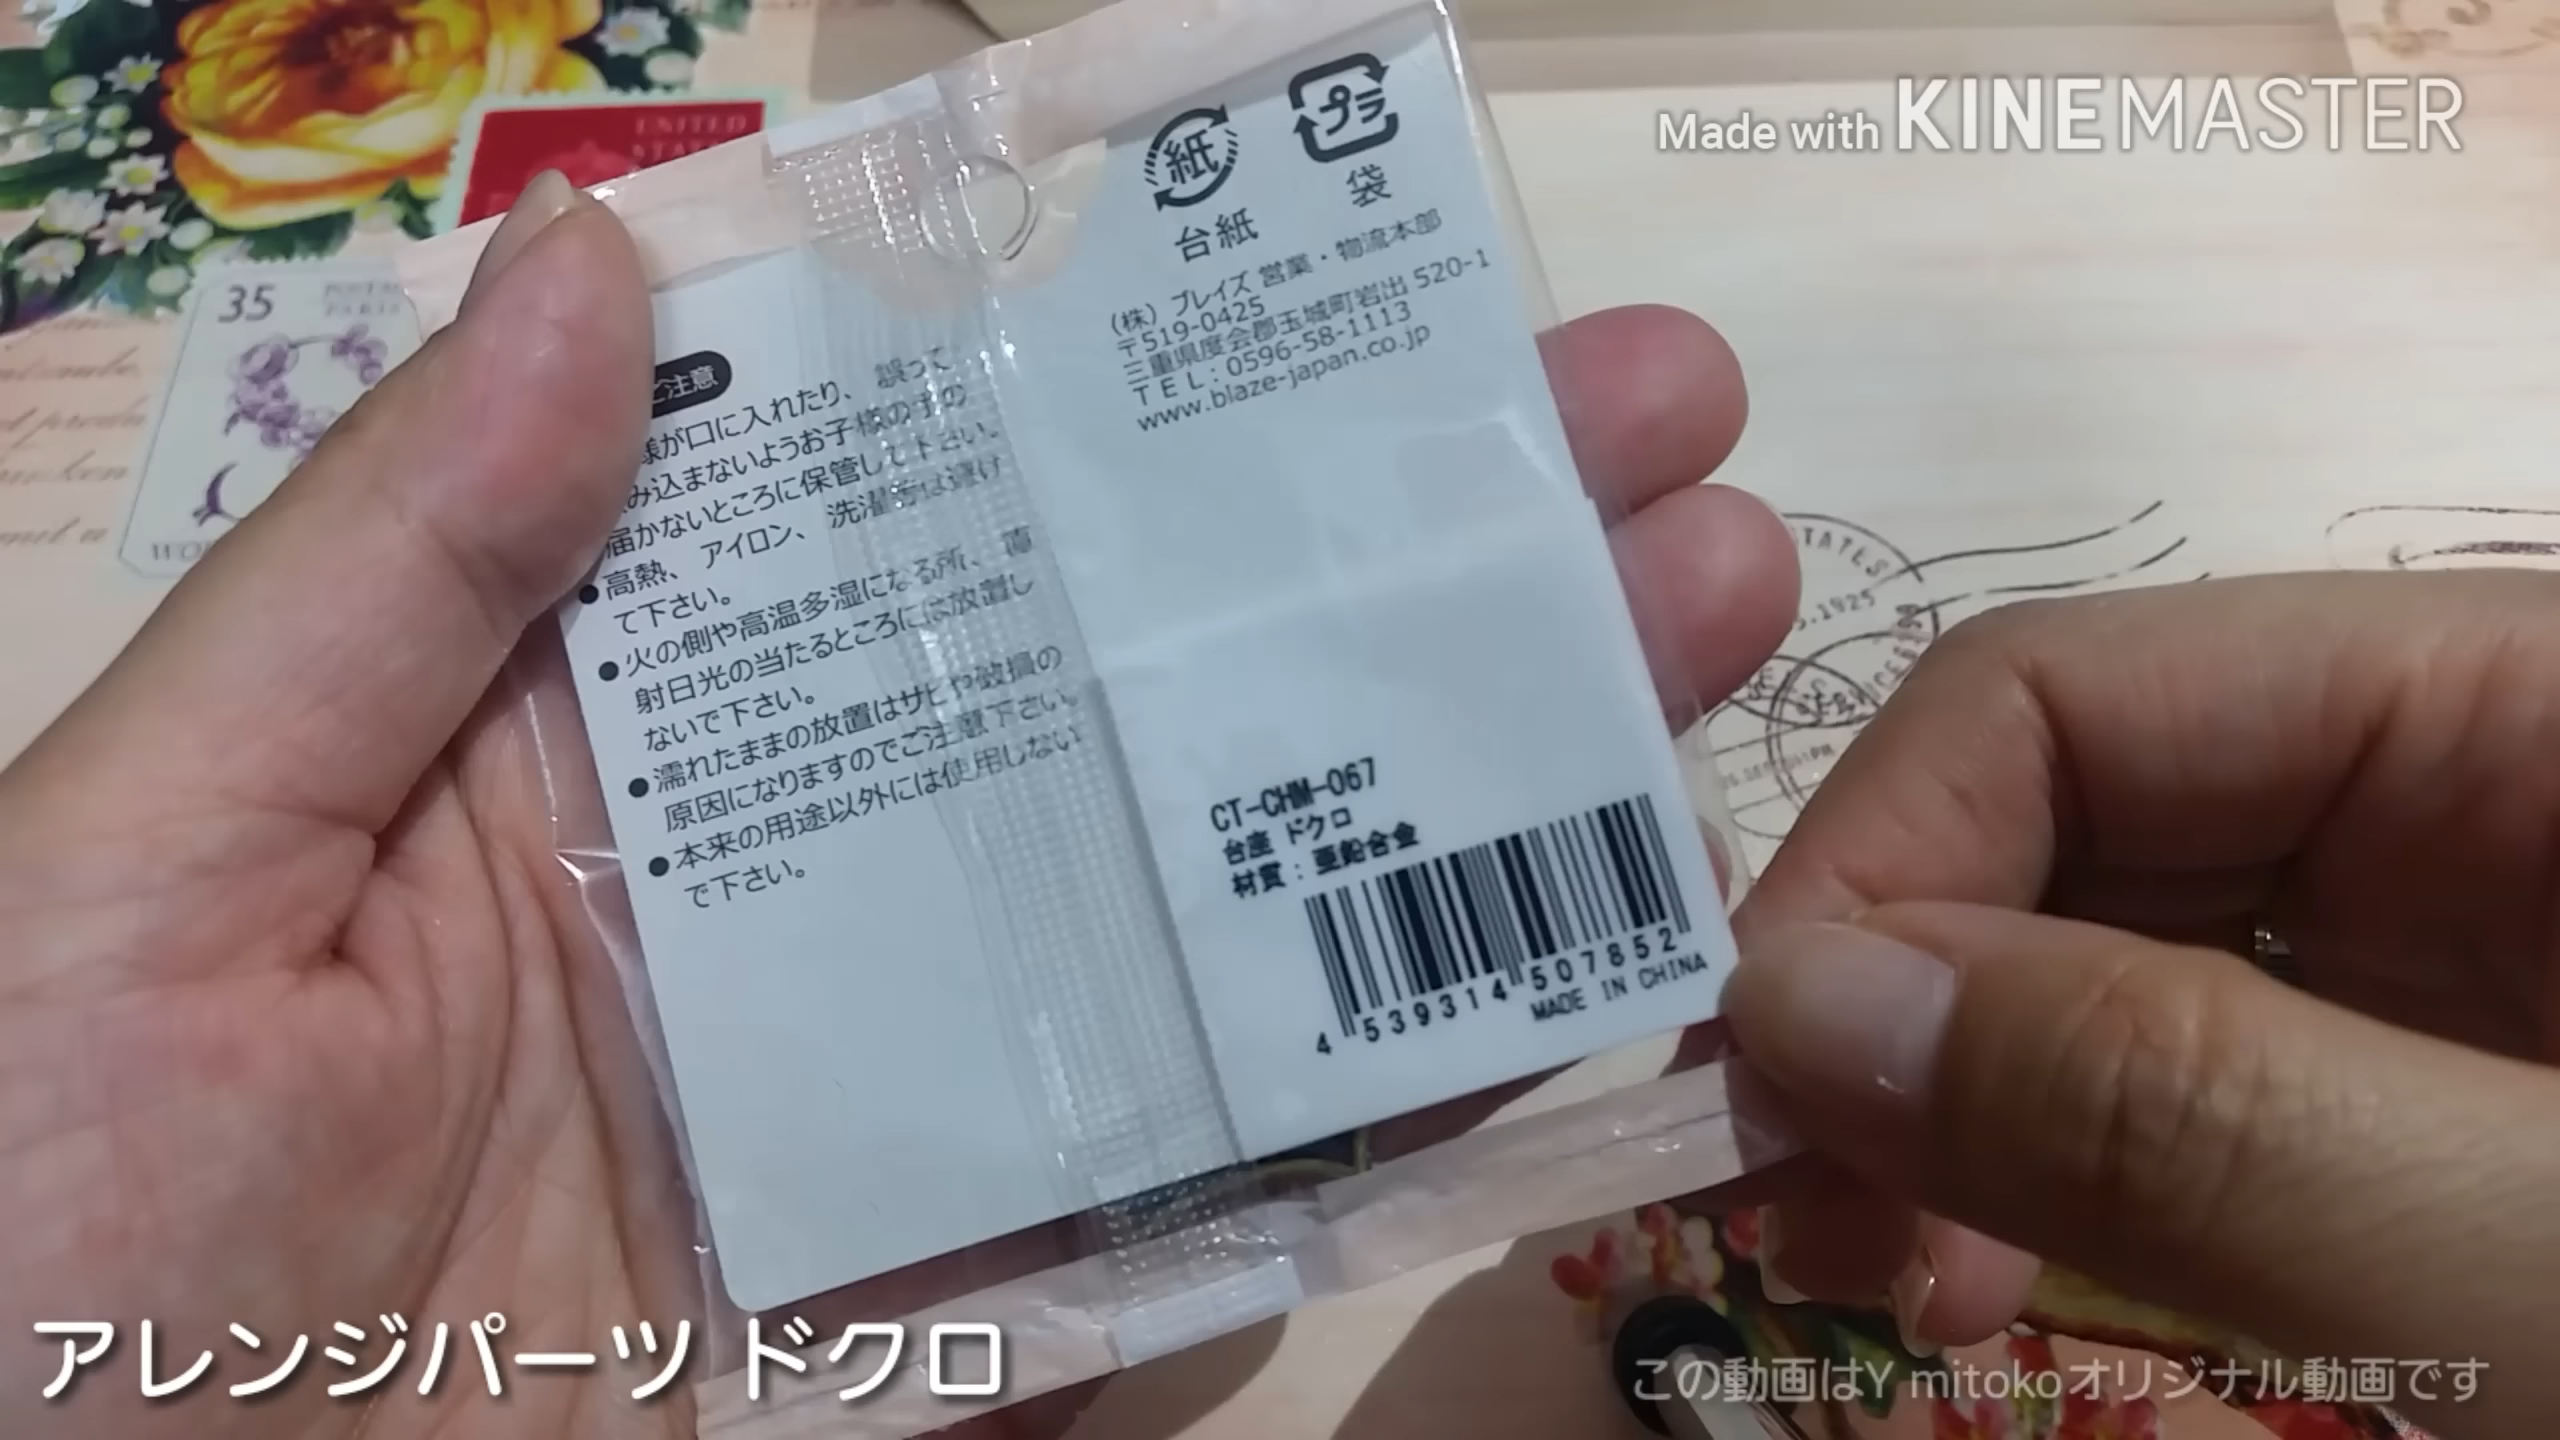 Made with KINEMASTER
UNITED
35
プラ
袋
紙
台紙
(株) ブレイズ 営業・物流本部
〒519-0425
三重県度会郡玉城町岩出 520-1
TEL: 0596-58-1113
www.blaze-japan.co.jp
ご注意
様が口に入れたり、誤って
み込まないようお子様の手の
届かないところに保管して下さい。
●高熱、アイロン、洗濯等は避け
て下さい。
●火の側や高温多湿になる所、直
射日光の当たるところには放置し
ないで下さい。
●濡れたままの放置はサビや破損の
原因になりますのでご注意下さい。
●本来の用途以外には使用しない
で下さい。
CT-CHM-067
台座 ドクロ
材質:亜鉛合金
4 539314 507852
MADE IN CHINA
アレンジパーツ ドクロ
この動画はY mitokoオリジナル動画です